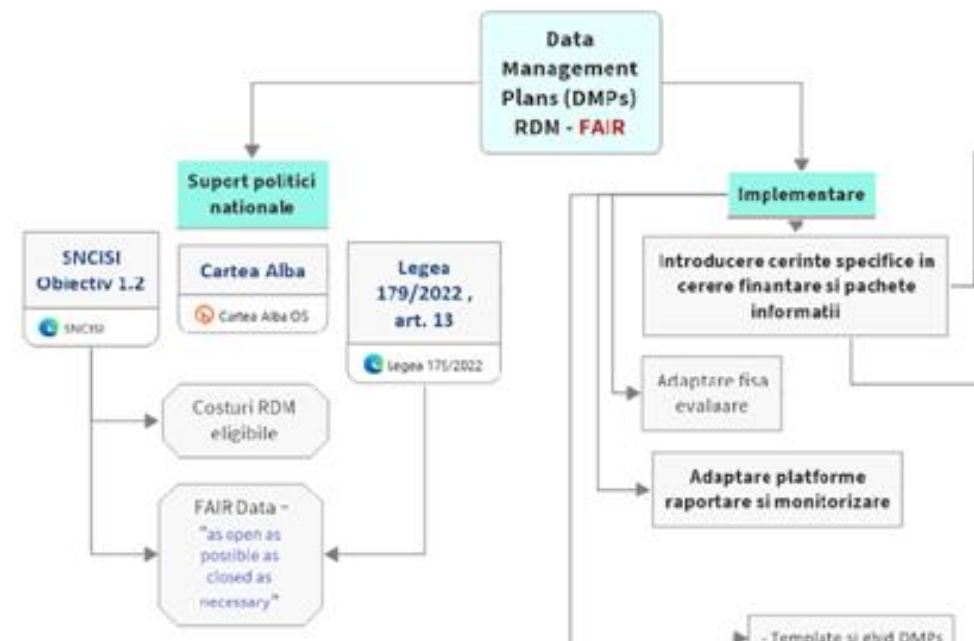 Data
Management
Plans (DMPs)
RDM - FAIR
Suport politici
nationale
Implementare
SNCISI
Obiectiv 1.2
SNCISI
Cartea Alba
Cartea Alba OS
Legea
179/2022 ,
art. 13
Legea 175/2022
Introducere cerinte specifice in
cerere finantare si pachete
informatii
Costuri RDM
eligibile
Adaptare fisa
evaluare
Adaptare platforme
raportare si monitorizare
FAIR Data –
"as open as
possible as
closed as
necessary"
- Template si ghid DMPs